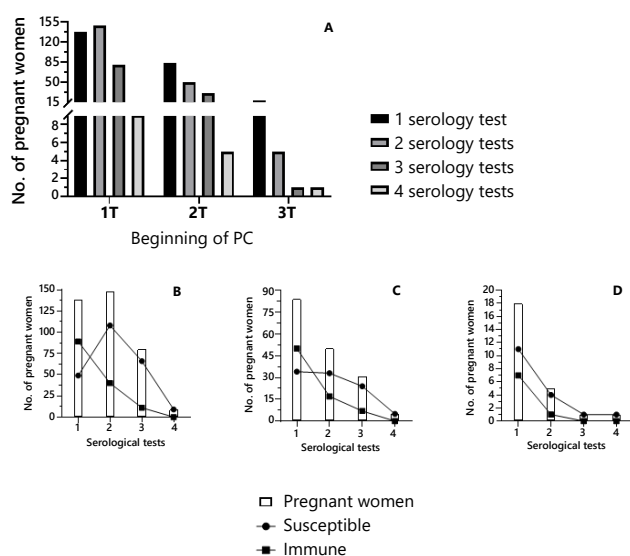 A
No. of pregnant women
155
120
85
50
15
8
6
4
2
0
1T
2T
3T
Beginning of PC
1 serology test
2 serology tests
3 serology tests
4 serology tests
B
No. of pregnant women
150
125
100
75
50
25
0
1 2 3 4
Serological tests
C
No. of pregnant women
90
75
60
45
30
15
0
1 2 3 4
Serological tests
D
No. of pregnant women
20
18
16
14
12
10
8
6
4
2
0
1 2 3 4
Serological tests
Pregnant women
Susceptible
Immune